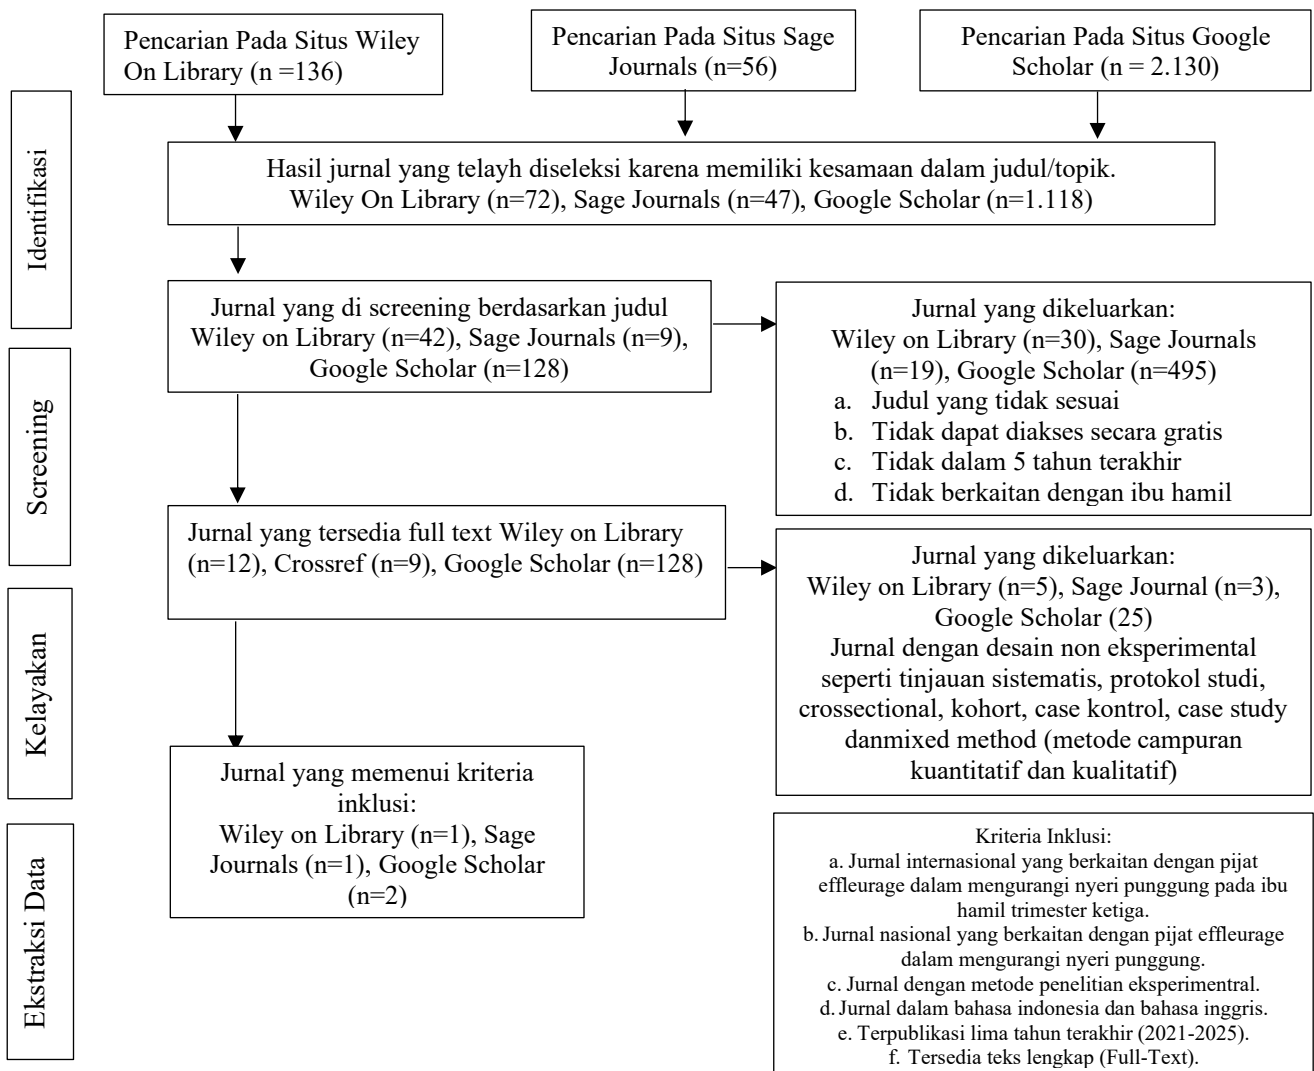 Pencarian Pada Situs Wiley
On Library (n =136)
Pencarian Pada Situs Sage
Journals (n=56)
Pencarian Pada Situs Google
Scholar (n = 2.130)
Identifikasi
Hasil jurnal yang telayh diseleksi karena memiliki kesamaan dalam judul/topik.
Wiley On Library (n=72), Sage Journals (n=47), Google Scholar (n=1.118)
Jurnal yang di screening berdasarkan judul
Wiley on Library (n=42), Sage Journals (n=9),
Google Scholar (n=128)
Jurnal yang dikeluarkan:
Wiley on Library (n=30), Sage Journals
(n=19), Google Scholar (n=495)
a. Judul yang tidak sesuai
b. Tidak dapat diakses secara gratis
c. Tidak dalam 5 tahun terakhir
d. Tidak berkaitan dengan ibu hamil
Screening
Jurnal yang tersedia full text Wiley on Library
(n=12), Crossref (n=9), Google Scholar (n=128)
Jurnal yang dikeluarkan:
Wiley on Library (n=5), Sage Journal (n=3),
Google Scholar (25)
Jurnal dengan desain non eksperimental
seperti tinjauan sistematis, protokol studi,
crossectional, kohort, case kontrol, case study
danmixed method (metode campuran
kuantitatif dan kualitatif)
Kelayakan
Jurnal yang memenui kriteria
inklusi:
Wiley on Library (n=1), Sage
Journals (n=1), Google Scholar
(n=2)
Ekstraksi Data
Kriteria Inklusi:
a. Jurnal internasional yang berkaitan dengan pijat
effleurage dalam mengurangi nyeri punggung pada ibu
hamil trimester ketiga.
b. Jurnal nasional yang berkaitan dengan pijat effleurage
dalam mengurangi nyeri punggung.
c. Jurnal dengan metode penelitian eksperimentral.
d. Jurnal dalam bahasa indonesia dan bahasa inggris.
e. Terpublikasi lima tahun terakhir (2021-2025).
f. Tersedia teks lengkap (Full-Text).